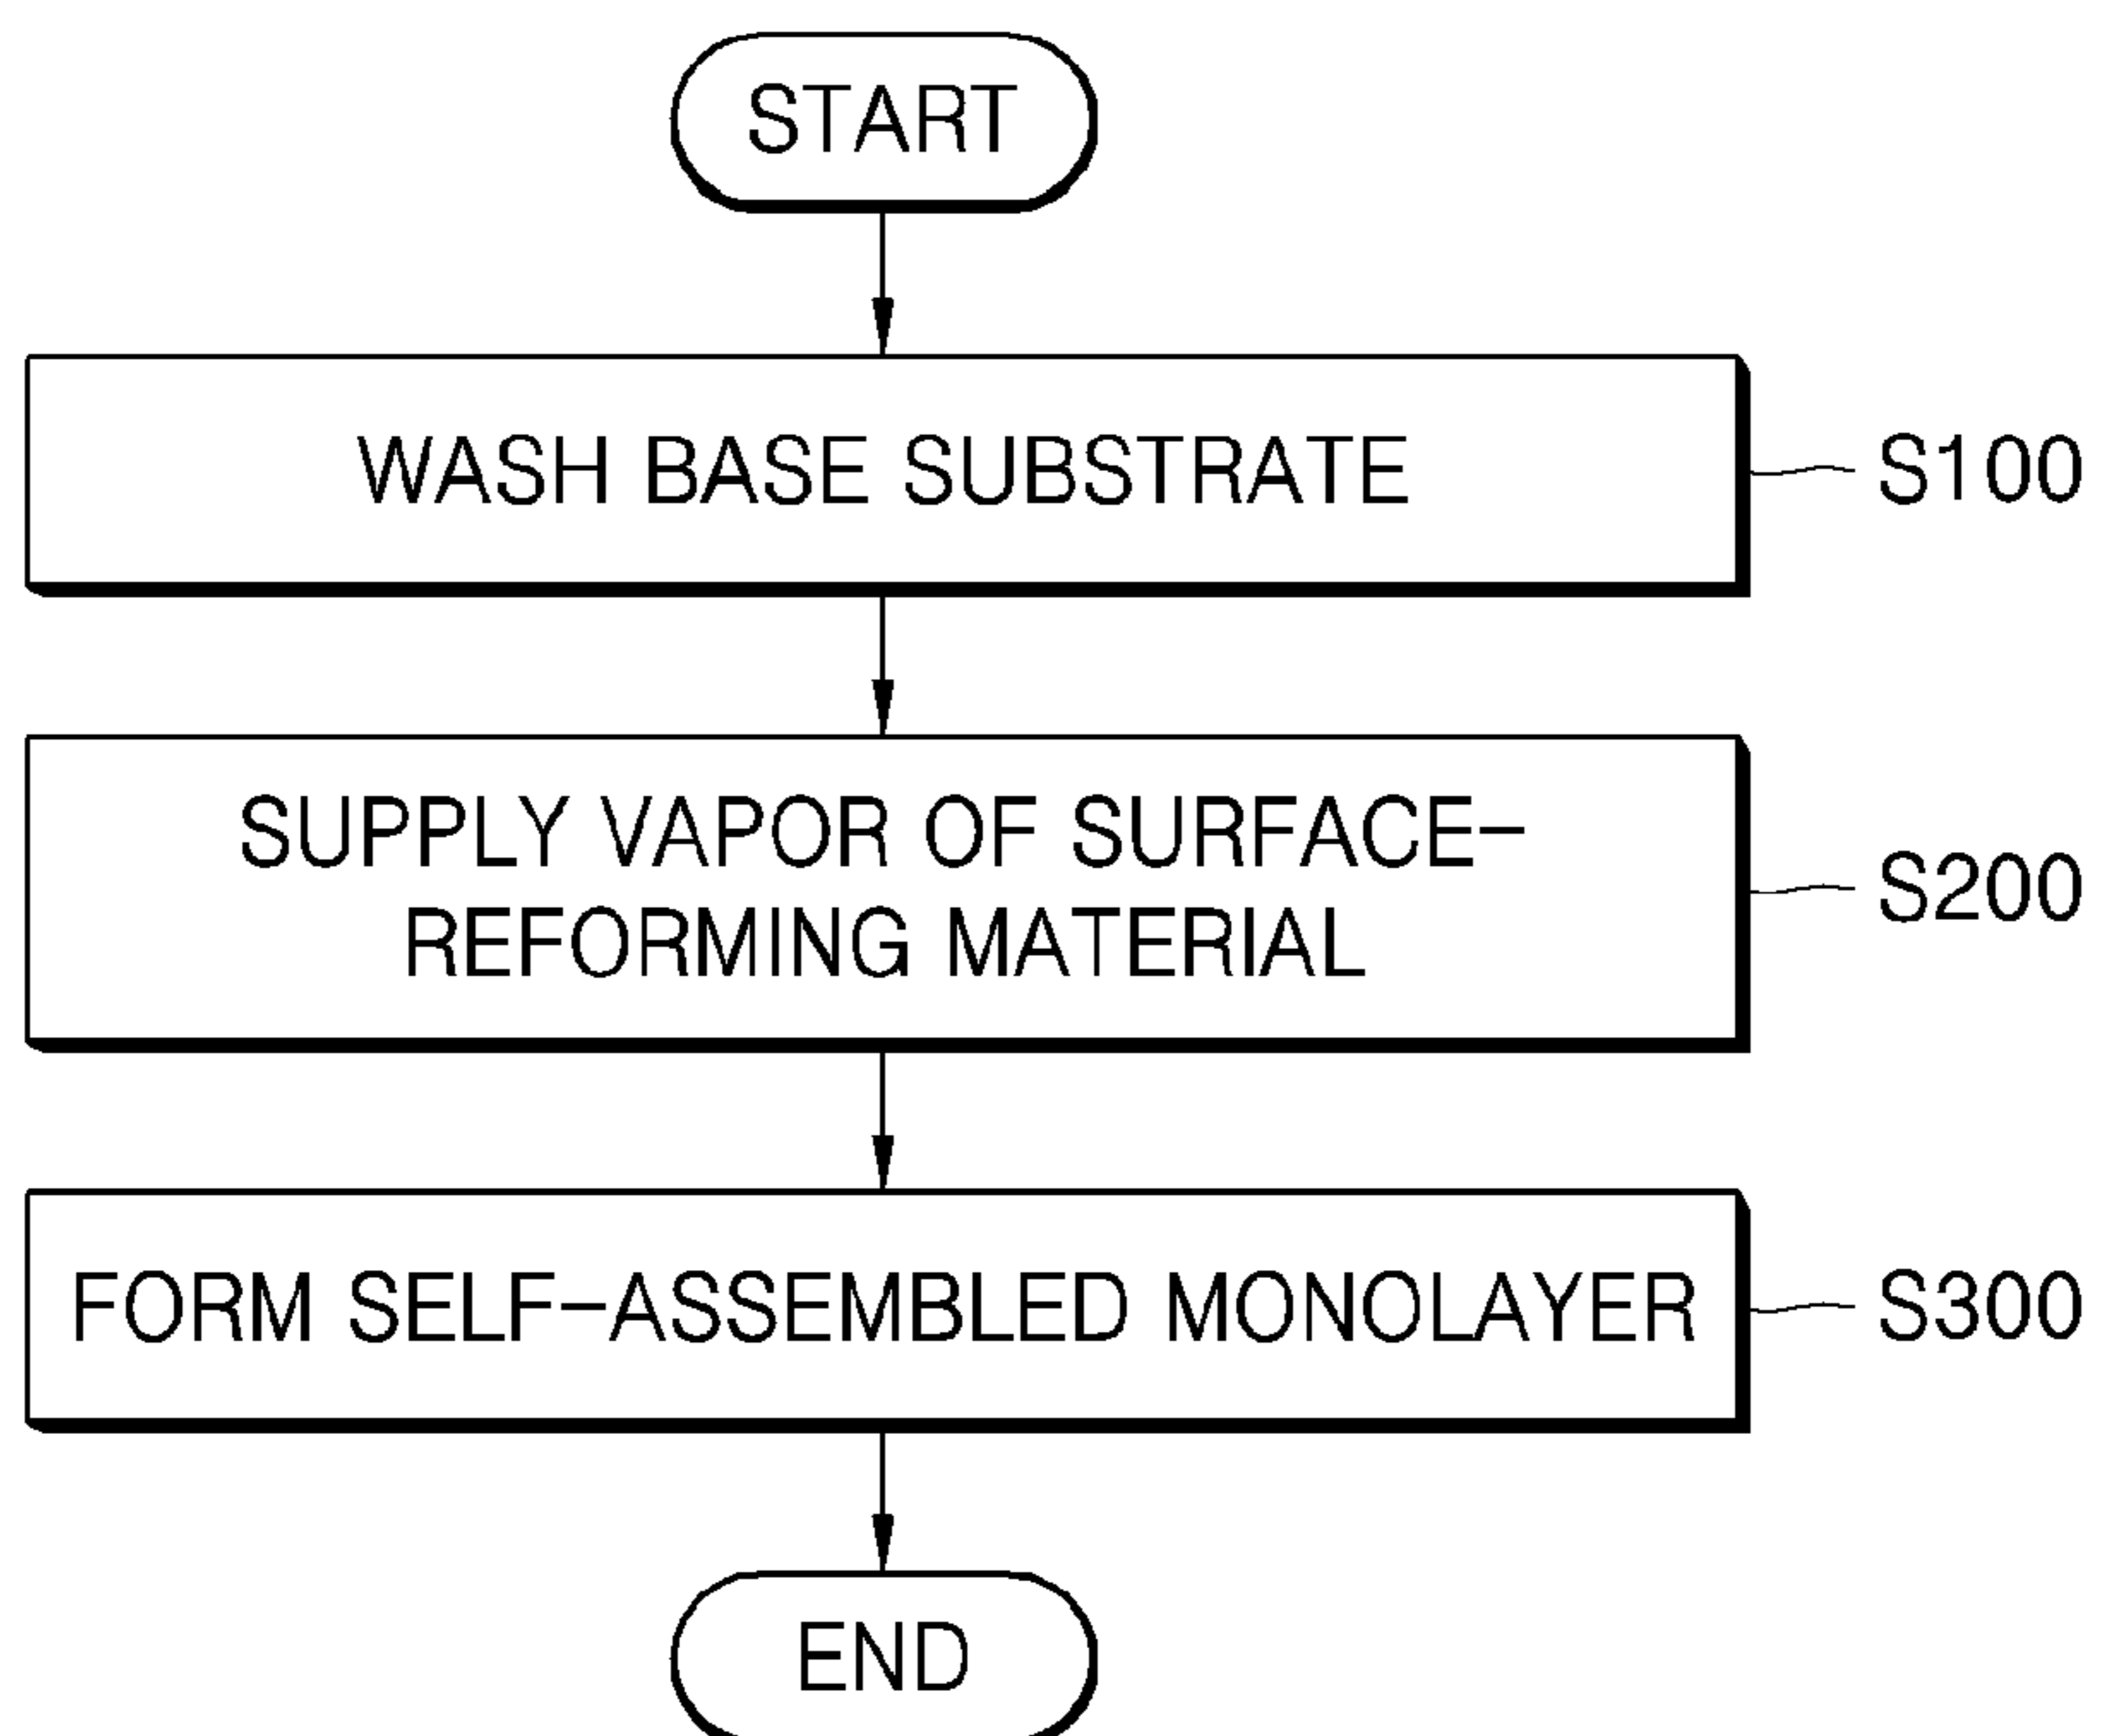 START
WASH BASE SUBSTRATE
S100
SUPPLY VAPOR OF SURFACE-
REFORMING MATERIAL
S200
FORM SELF-ASSEMBLED MONOLAYER
S300
END